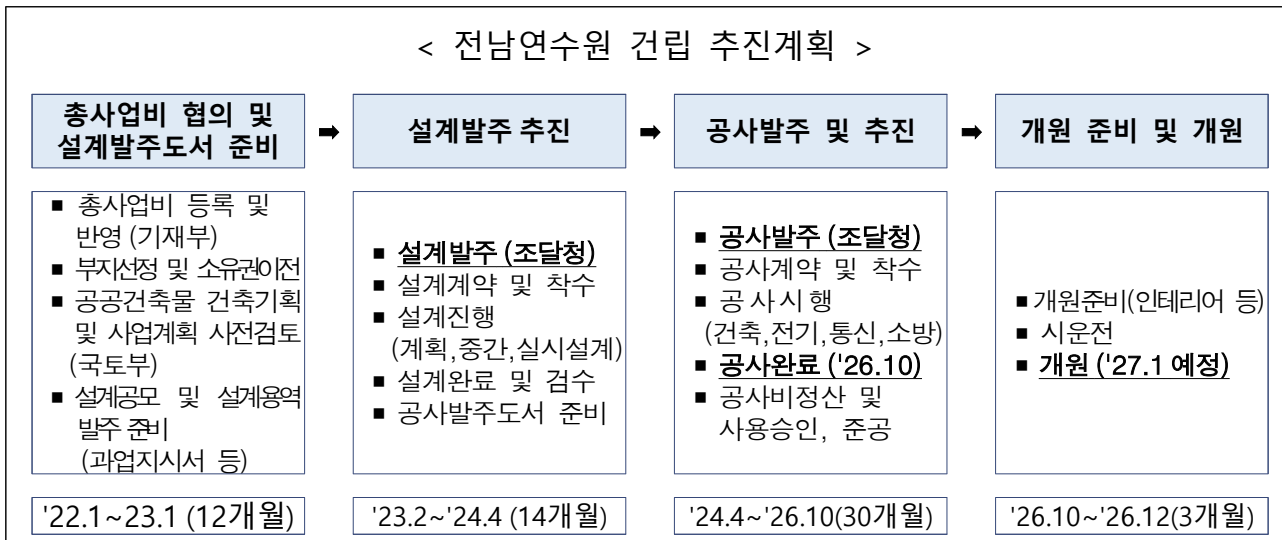 < 전남연수원 건립 추진계획 >
총사업비 협의 및
설계발주도서 준비
➡
설계발주 추진
➡
공사발주 및 추진
➡
개원 준비 및 개원
■ 총사업비 등록 및
반영 (기재부)
■ 부지선정 및 소유권이전
■ 공공건축물 건축기획
및 사업계획 사전검토
(국토부)
■ 설계공모 및 설계용역
발주 준비
(과업지시서 등)
■ 설계발주 (조달청)
■ 설계계약 및 착수
■ 설계진행
(계획,중간,실시설계)
■ 설계완료 및 검수
■ 공사발주도서 준비
■ 공사발주 (조달청)
■ 공사계약 및 착수
■ 공사시행
(건축,전기,통신,소방)
■ 공사완료 ('26.10)
■ 공사비정산 및
사용승인, 준공
■ 개원준비(인테리어 등)
■ 시운전
■ 개원 ('27.1 예정)
'22.1~23.1 (12개월)
'23.2~'24.4 (14개월)
'24.4~'26.10(30개월)
'26.10~'26.12(3개월)